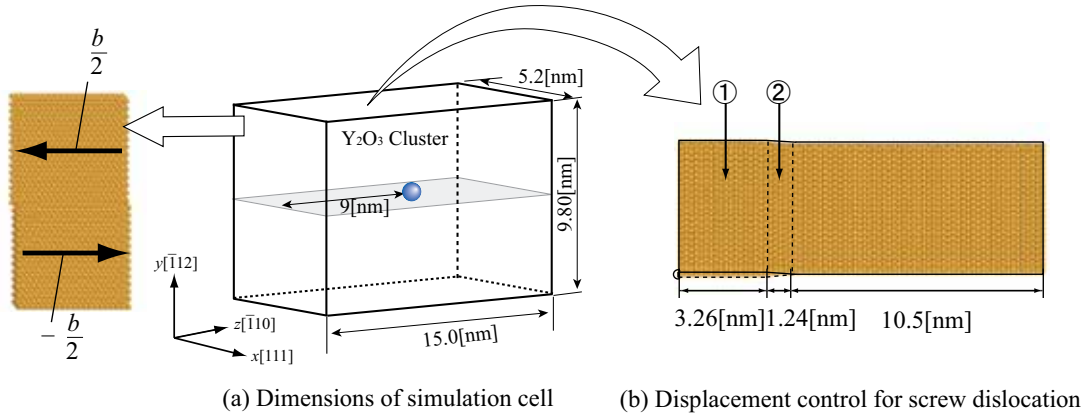 b
2
− b
2
5.2[nm]
Y₂O₃ Cluster
9[nm]
9.80[nm]
15.0[nm]
y[1̅12]
z[1̅10]
x[111]
(a) Dimensions of simulation cell
①
②
3.26[nm]
1.24[nm]
10.5[nm]
(b) Displacement control for screw dislocation